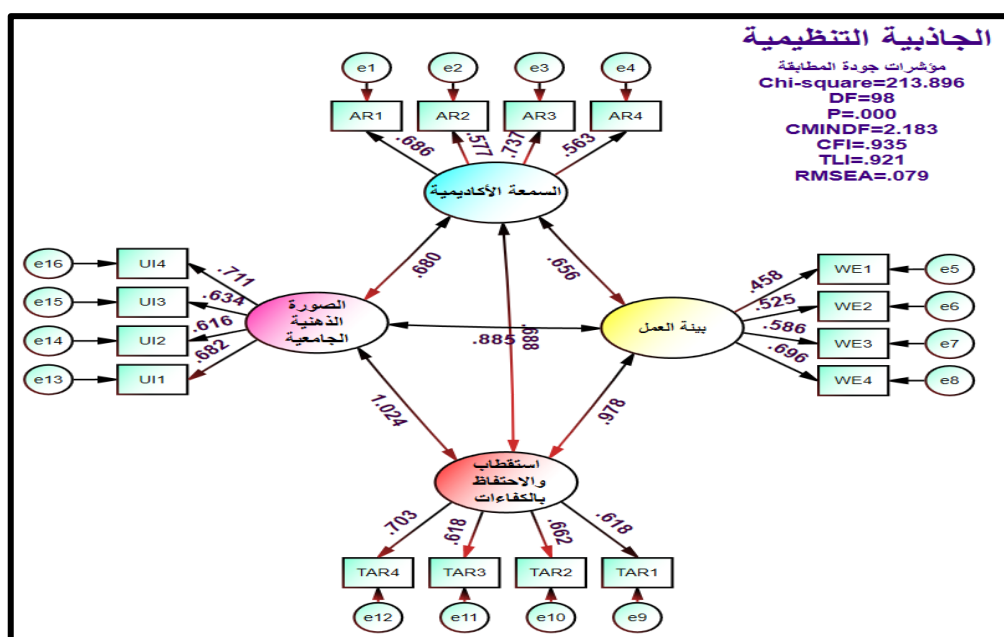 الجاذبية التنظيمية
مؤشرات جودة المطابقة
Chi-square=213.896
DF=98
P=.000
CMINDF=2.183
CFI=.935
TLI=.921
RMSEA=.079
e1 e2 e3 e4
AR1 AR2 AR3 AR4
.686 .577 .737 .563
السمعة الأكاديمية
.680 .656
e16 UI4 .711
e15 UI3 .634
e14 UI2 .616
e13 UI1 .682
الصورة
الذهنية
الجامعية
.885 .688
بيئة العمل
.458 WE1 e5
.525 WE2 e6
.586 WE3 e7
.696 WE4 e8
1.024 .978
استقطاب
والاحتفاظ
بالكفاءات
.703 .618 .662 .618
TAR4 TAR3 TAR2 TAR1
e12 e11 e10 e9